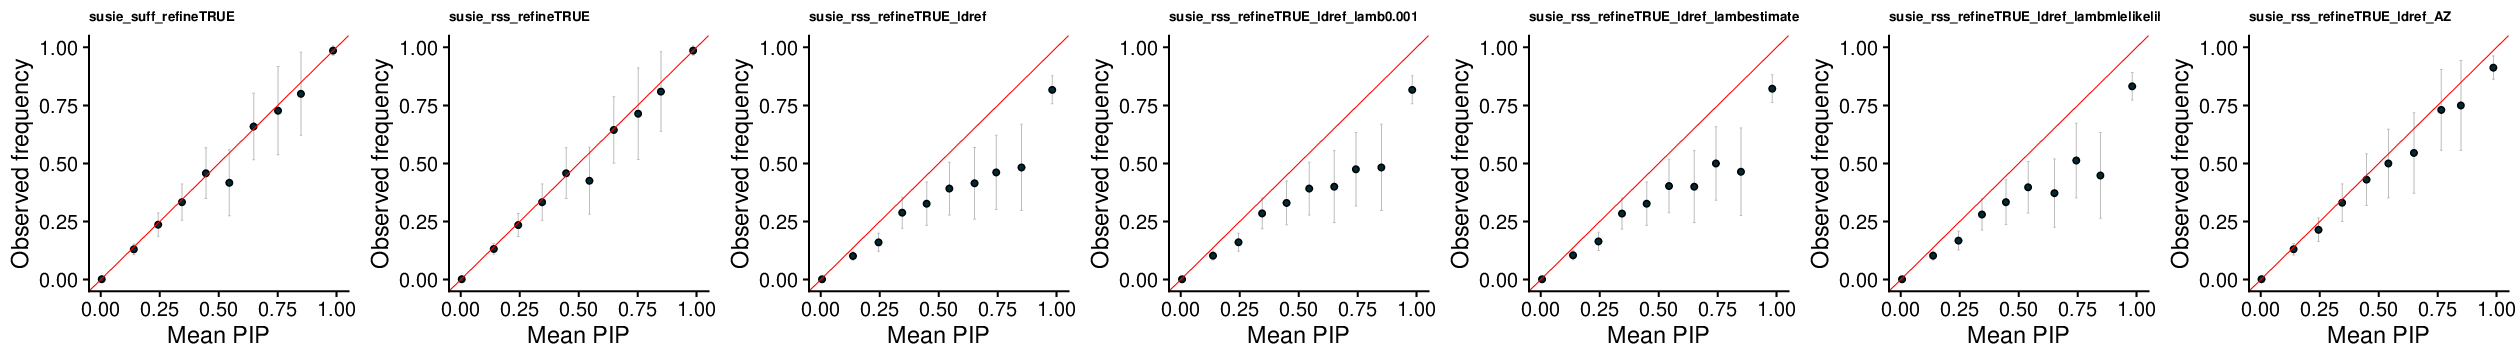 susie_suff_refineTRUE
Observed frequency
1.00
0.75
0.50
0.25
0.00
0.00 0.25 0.50 0.75 1.00
Mean PIP
susie_rss_refineTRUE
Observed frequency
1.00
0.75
0.50
0.25
0.00
0.00 0.25 0.50 0.75 1.00
Mean PIP
susie_rss_refineTRUE_ldref
Observed frequency
1.00
0.75
0.50
0.25
0.00
0.00 0.25 0.50 0.75 1.00
Mean PIP
susie_rss_refineTRUE_ldref_lamb0.001
Observed frequency
1.00
0.75
0.50
0.25
0.00
0.00 0.25 0.50 0.75 1.00
Mean PIP
susie_rss_refineTRUE_ldref_lambestimate
Observed frequency
1.00
0.75
0.50
0.25
0.00
0.00 0.25 0.50 0.75 1.00
Mean PIP
susie_rss_refineTRUE_ldref_lambmlelikelil
Observed frequency
1.00
0.75
0.50
0.25
0.00
0.00 0.25 0.50 0.75 1.00
Mean PIP
susie_rss_refineTRUE_ldref_AZ
Observed frequency
1.00
0.75
0.50
0.25
0.00
0.00 0.25 0.50 0.75 1.00
Mean PIP